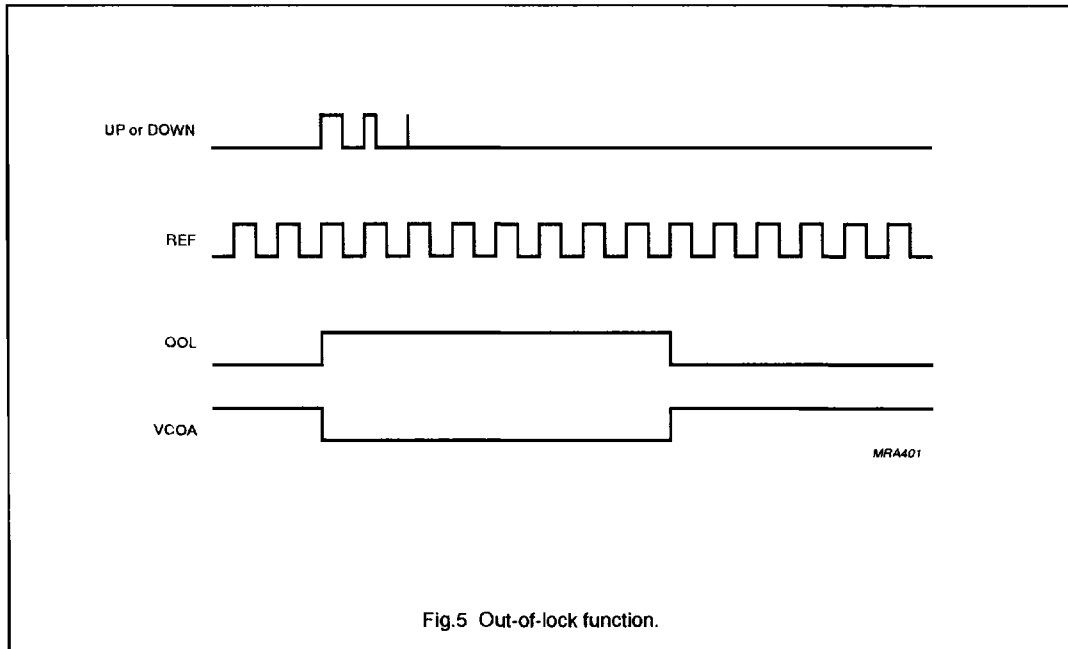 UP or DOWN
REF
OOL
VCOA
MRA401
Fig.5 Out-of-lock function.